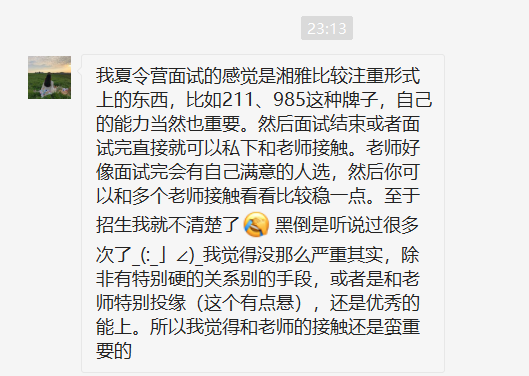 23:13
我夏令营面试的感觉是湘雅比较注重形式
上的东西，比如211、985这种牌子，自己
的能力当然也重要。然后面试结束或者面
试完直接就可以私下和老师接触。老师好
像面试完会有自己满意的人选，然后你可
以和多个老师接触看看比较稳一点。至于
招生我就不清楚了😂 黑倒是听说过很多
次了_(:_」∠)_我觉得没那么严重其实，除
非有特别硬的关系别的手段，或者是和老
师特别投缘（这个有点悬），还是优秀的
能上。所以我觉得和老师的接触还是蛮重
要的